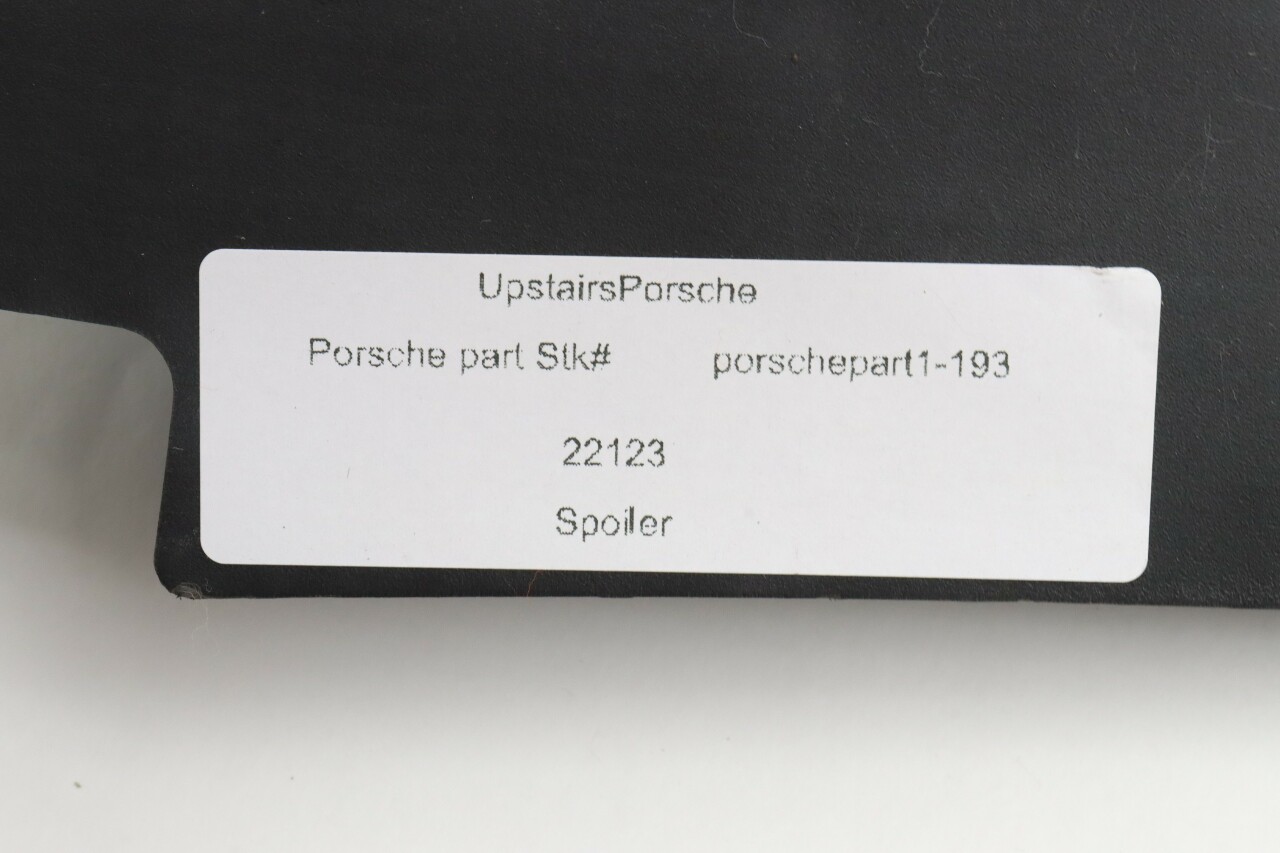 UpstairsPorsche
Porsche part Stk# porschepart1-193
22123
Spoiler